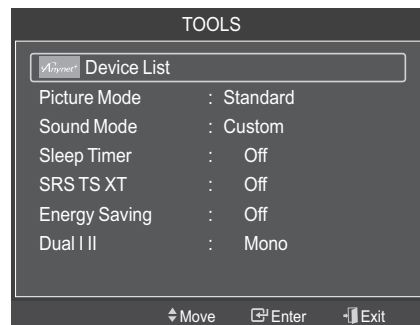 TOOLS
Anynet+ Device List
Picture Mode : Standard
Sound Mode : Custom
Sleep Timer : Off
SRS TS XT : Off
Energy Saving : Off
Dual I II : Mono
Move Enter Exit